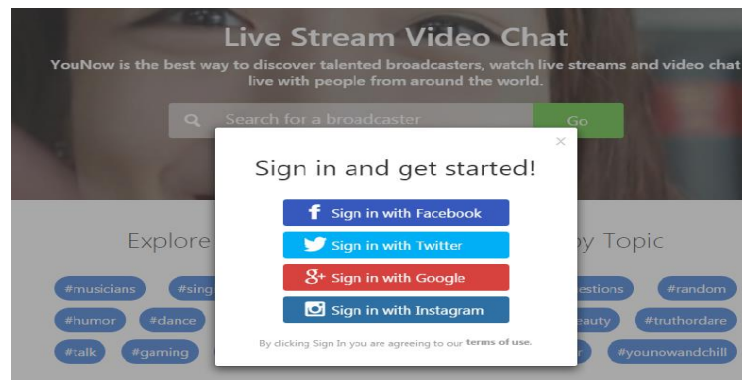 Live Stream Video Chat
YouNow is the best way to discover talented broadcasters, watch live streams and video chat
live with people from around the world.
Search for a broadcaster
Go
×
Sign in and get started!
f Sign in with Facebook
Sign in with Twitter
g+ Sign in with Google
Sign in with Instagram
By clicking Sign In you are agreeing to our terms of use.
Explore
by Topic
#musicians
#random
#humor #dance
#truthordare
#talk #gaming
#younowandchill